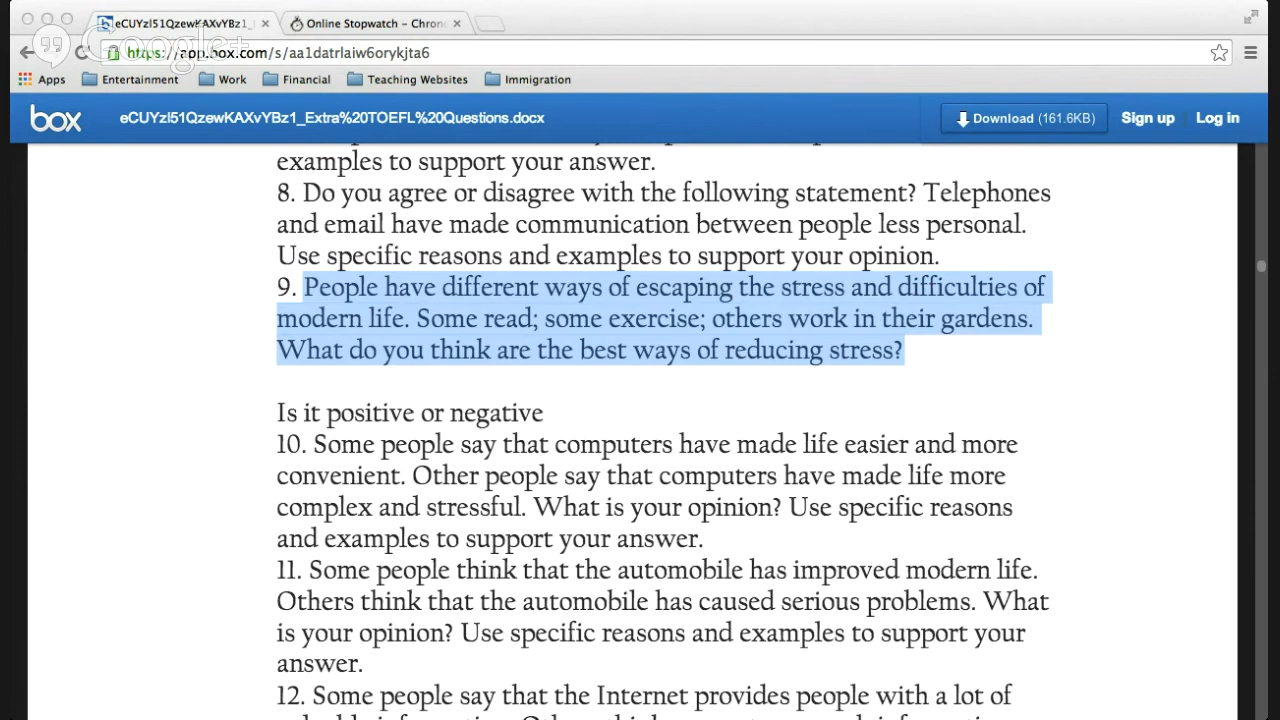 eCUYzl51QzewKAXvYBz1_
Online Stopwatch – Chron
Google+
https://app.box.com/s/aa1datrlaiw6orykjta6
Apps Entertainment Work Financial Teaching Websites Immigration
box eCUYzl51QzewKAXvYBz1_Extra%20TOEFL%20Questions.docx Download (161.6KB) Sign up Log in
examples to support your answer.
8. Do you agree or disagree with the following statement? Telephones
and email have made communication between people less personal.
Use specific reasons and examples to support your opinion.
9. People have different ways of escaping the stress and difficulties of
modern life. Some read; some exercise; others work in their gardens.
What do you think are the best ways of reducing stress?
Is it positive or negative
10. Some people say that computers have made life easier and more
convenient. Other people say that computers have made life more
complex and stressful. What is your opinion? Use specific reasons
and examples to support your answer.
11. Some people think that the automobile has improved modern life.
Others think that the automobile has caused serious problems. What
is your opinion? Use specific reasons and examples to support your
answer.
12. Some people say that the Internet provides people with a lot of